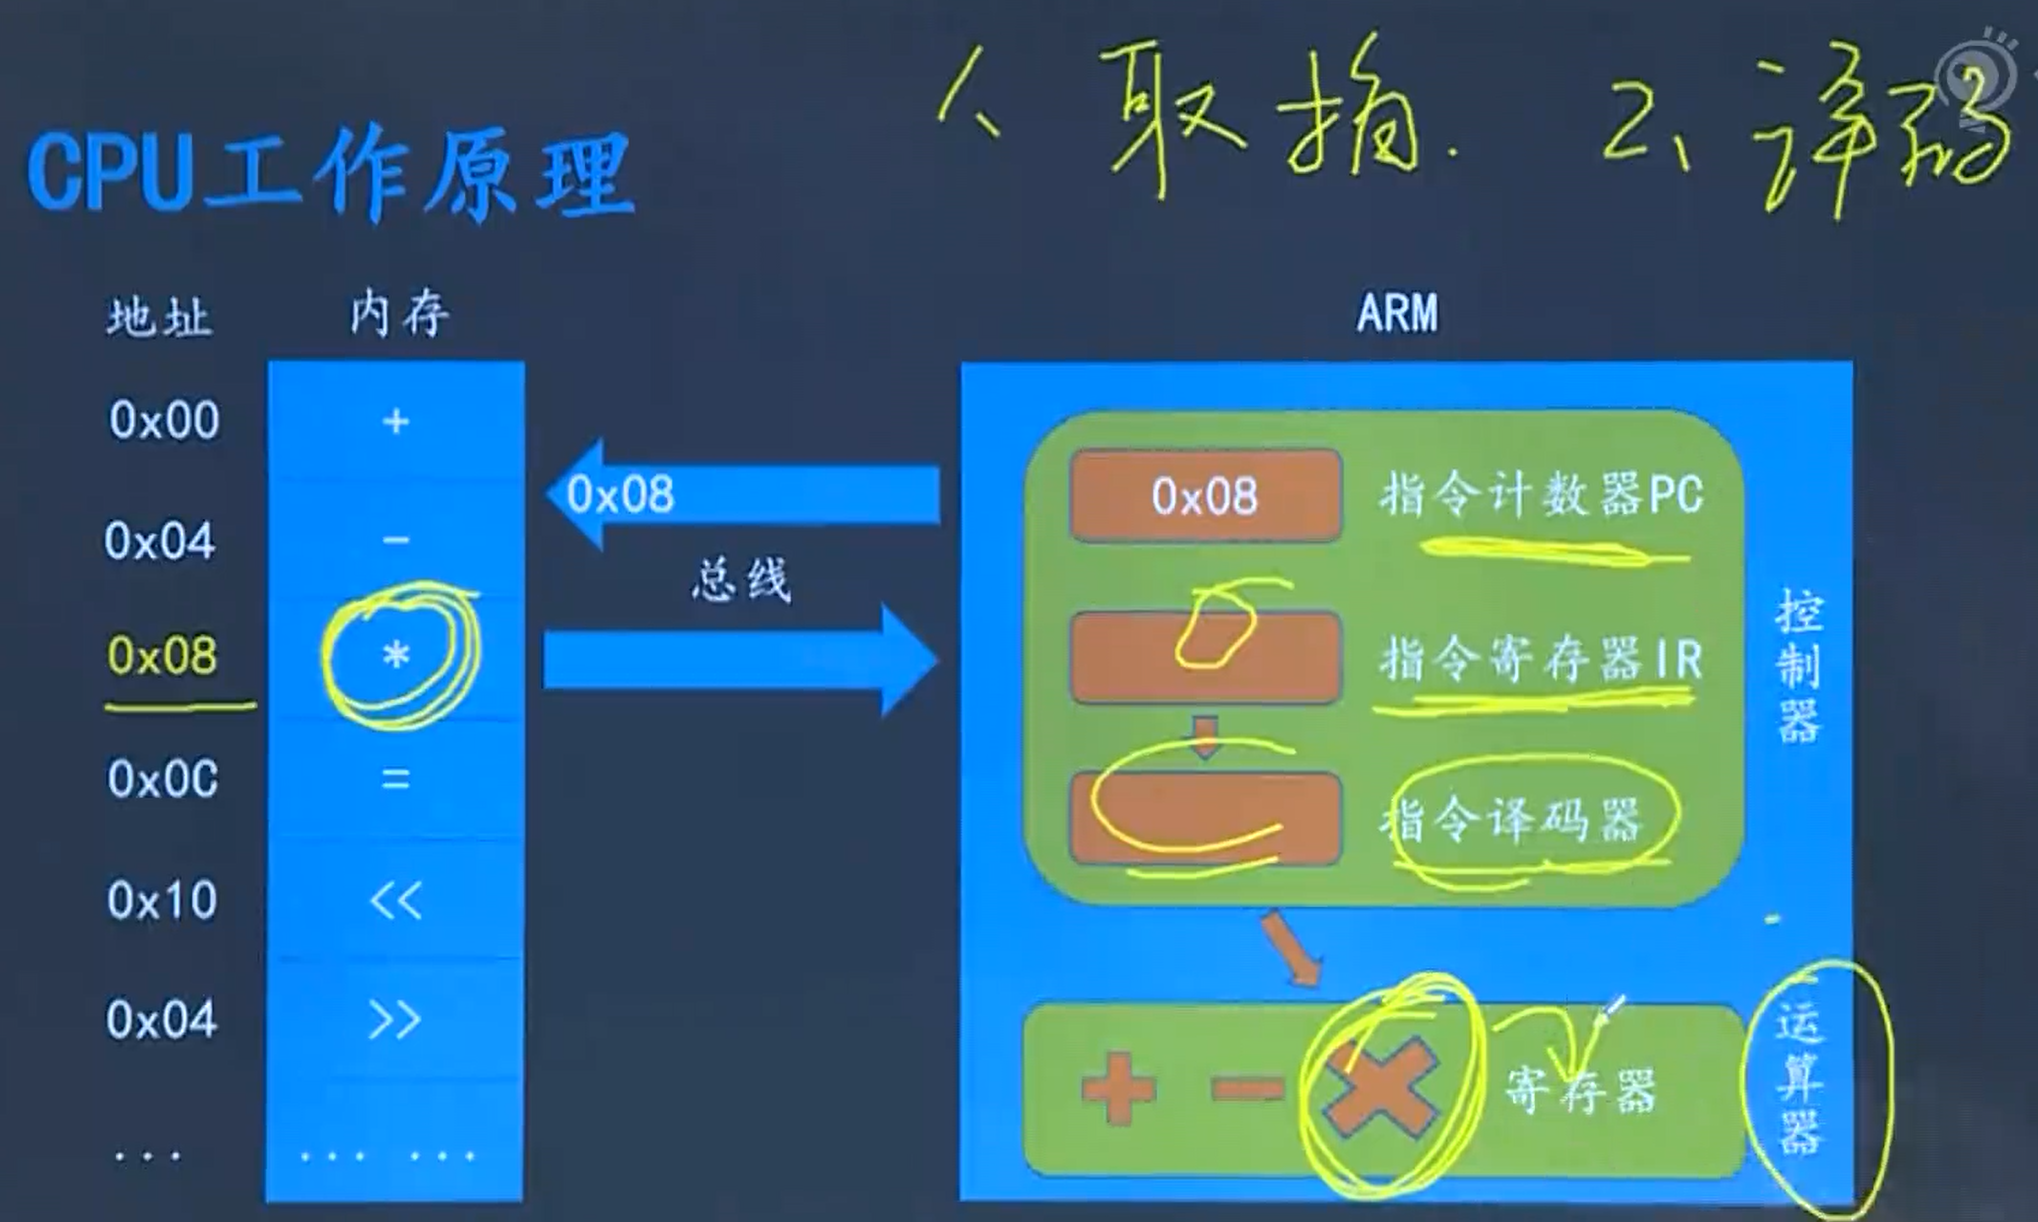 1、取指. 2、译码
CPU工作原理
地址 内存 ARM
0x00 +
0x04 -
0x08 *
0x0C =
0x10 <<
0x04 >>
... ... ...
0x08
总线
0x08 指令计数器PC
指令寄存器IR
指令译码器
控制器
+ - × 寄存器
运算器